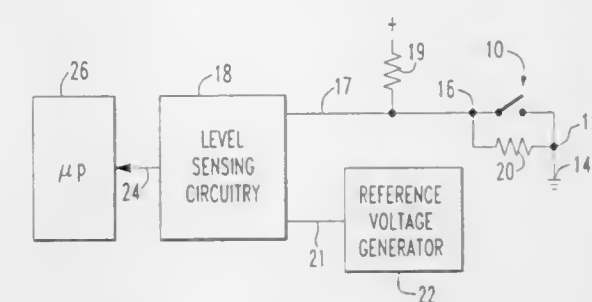 +
10
19
26
18
17
16
LEVEL
SENSING
CIRCUITRY
μp
24
20
14
21
REFERENCE
VOLTAGE
GENERATOR
22